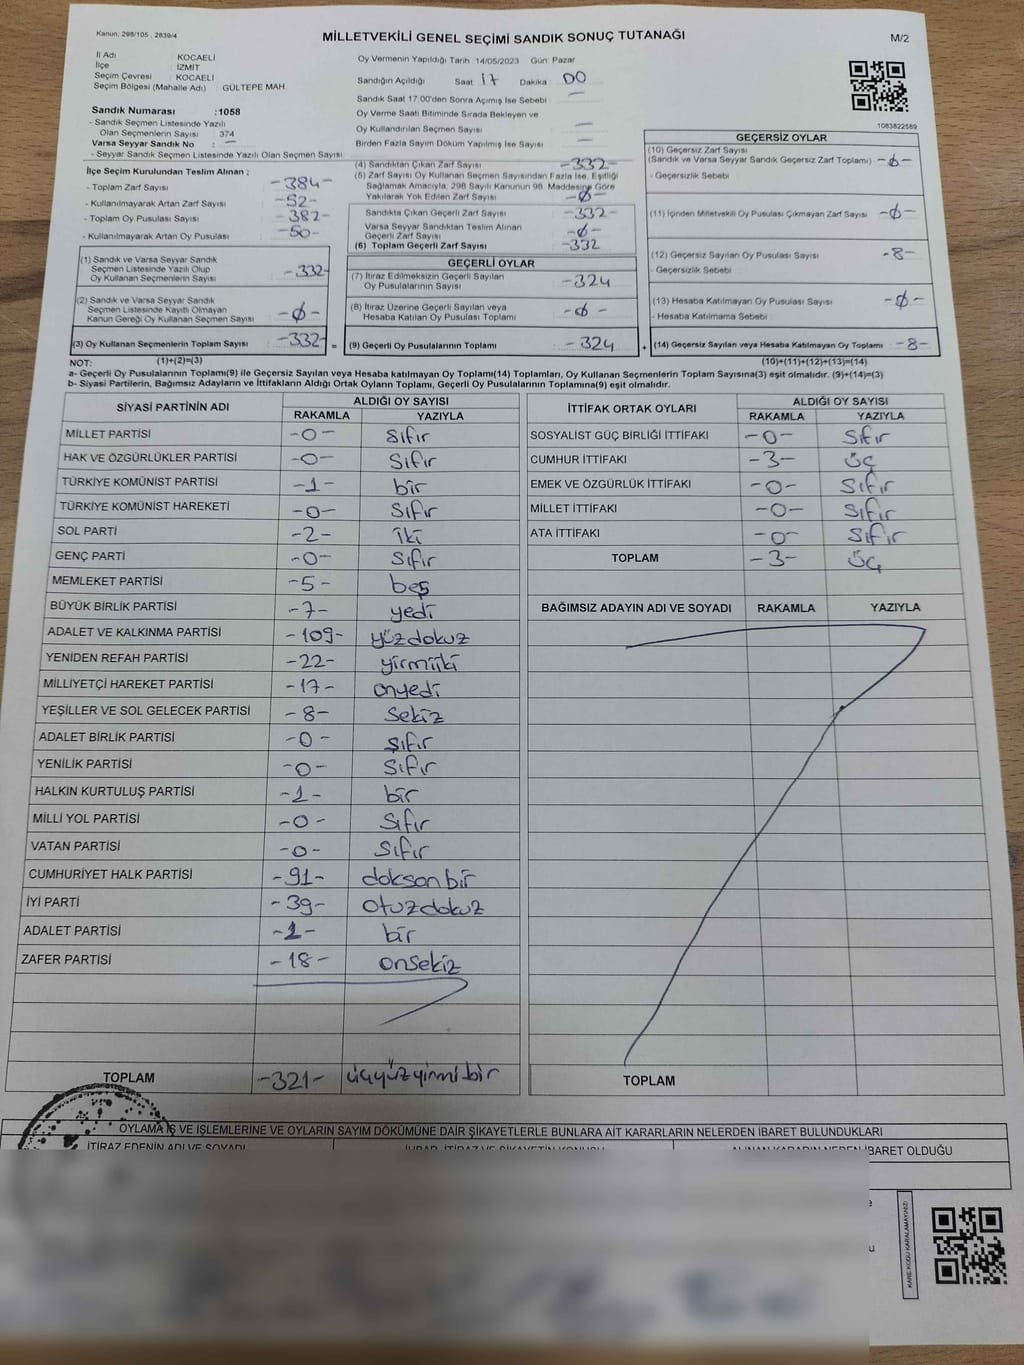 Kanun: 298/105 , 2839/4
MİLLETVEKİLİ GENEL SEÇİMİ SANDIK SONUÇ TUTANAĞI
M/2
İl Adı : KOCAELİ
İlçe : İZMİT
Seçim Çevresi : KOCAELİ
Seçim Bölgesi (Mahalle Adı) : GÜLTEPE MAH.
Oy Vermenin Yapıldığı Tarih : 14/05/2023 Gün: Pazar
Sandığın Açıldığı Saat 17 Dakika 00
Sandık Saat 17:00'den Sonra Açılmış İse Sebebi : —
Oy Verme Saati Bitiminde Sırada Bekleyen ve
Oy Kullandırılan Seçmen Sayısı : —
Birden Fazla Sayım Döküm Yapılmış İse Sayısı : —
Sandık Numarası : 1058
- Sandık Seçmen Listesinde Yazılı
Olan Seçmenlerin Sayısı : 374
Varsa Seyyar Sandık No : —
- Seyyar Sandık Seçmen Listesinde Yazılı Olan Seçmen Sayısı :
1083822589
İlçe Seçim Kurulundan Teslim Alınan ;
- Toplam Zarf Sayısı : -384-
- Kullanılmayarak Artan Zarf Sayısı : -52-
- Toplam Oy Pusulası Sayısı : -382-
- Kullanılmayarak Artan Oy Pusulası : -50-
(1) Sandık ve Varsa Seyyar Sandık
Seçmen Listesinde Yazılı Olup
Oy Kullanan Seçmenlerin Sayısı : -332-
(2) Sandık ve Varsa Seyyar Sandık
Seçmen Listesinde Kayıtlı Olmayan
Kanun Gereği Oy Kullanan Seçmen Sayısı : -0-
(3) Oy Kullanan Seçmenlerin Toplam Sayısı -332- =
(1)+(2)=(3)
(4) Sandıktan Çıkan Zarf Sayısı : -332-
(5) Zarf Sayısı Oy Kullanan Seçmen Sayısından Fazla İse, Eşitliği
Sağlamak Amacıyla, 298 Sayılı Kanunun 98. Maddesine Göre
Yakılarak Yok Edilen Zarf Sayısı : -0-
Sandıkta Çıkan Geçerli Zarf Sayısı : -332-
Varsa Seyyar Sandıktan Teslim Alınan
Geçerli Zarf Sayısı : -0-
(6) Toplam Geçerli Zarf Sayısı : -332
GEÇERLİ OYLAR
(7) İtiraz Edilmeksizin Geçerli Sayılan
Oy Pusulalarının Sayısı : -324
(8) İtiraz Üzerine Geçerli Sayılan veya
Hesaba Katılan Oy Pusulası Toplamı : -0-
(9) Geçerli Oy Pusulalarının Toplamı : -324 +
GEÇERSİZ OYLAR
(10) Geçersiz Zarf Sayısı
(Sandık ve Varsa Seyyar Sandık Geçersiz Zarf Toplamı) : -0-
- Geçersizlik Sebebi :
(11) İçinden Milletvekili Oy Pusulası Çıkmayan Zarf Sayısı : -0-
(12) Geçersiz Sayılan Oy Pusulası Sayısı : -8-
- Geçersizlik Sebebi :
(13) Hesaba Katılmayan Oy Pusulası Sayısı : -0-
- Hesaba Katılmama Sebebi :
(14) Geçersiz Sayılan veya Hesaba Katılmayan Oy Toplamı : -8-
(10)+(11)+(12)+(13)=(14)
NOT:
a- Geçerli Oy Pusulalarının Toplamı(9) ile Geçersiz Sayılan veya Hesaba katılmayan Oy Toplamı(14) Toplamları, Oy Kullanan Seçmenlerin Toplam Sayısına(3) eşit olmalıdır. (9)+(14)=(3)
b- Siyasi Partilerin, Bağımsız Adayların ve İttifakların Aldığı Ortak Oyların Toplamı, Geçerli Oy Pusulalarının Toplamına(9) eşit olmalıdır.
SİYASİ PARTİNİN ADI ALDIĞI OY SAYISI
RAKAMLA YAZIYLA
MİLLET PARTİSİ -0- Sıfır
HAK VE ÖZGÜRLÜKLER PARTİSİ -0- Sıfır
TÜRKİYE KOMÜNİST PARTİSİ -1- bir
TÜRKİYE KOMÜNİST HAREKETİ -0- Sıfır
SOL PARTİ -2- iki
GENÇ PARTİ -0- Sıfır
MEMLEKET PARTİSİ -5- beş
BÜYÜK BİRLİK PARTİSİ -7- yedi
ADALET VE KALKINMA PARTİSİ -109- yüzdokuz
YENİDEN REFAH PARTİSİ -22- yirmiiki
MİLLİYETÇİ HAREKET PARTİSİ -17- onyedi
YEŞİLLER VE SOL GELECEK PARTİSİ -8- Sekiz
ADALET BİRLİK PARTİSİ -0- Sıfır
YENİLİK PARTİSİ -0- Sıfır
HALKIN KURTULUŞ PARTİSİ -1- bir
MİLLİ YOL PARTİSİ -0- Sıfır
VATAN PARTİSİ -0- Sıfır
CUMHURİYET HALK PARTİSİ -91- doksanbir
İYİ PARTİ -39- otuzdokuz
ADALET PARTİSİ -1- bir
ZAFER PARTİSİ -18- onsekiz
TOPLAM -321- üçyüzyirmibir
İTTİFAK ORTAK OYLARI ALDIĞI OY SAYISI
RAKAMLA YAZIYLA
SOSYALİST GÜÇ BİRLİĞİ İTTİFAKI -0- Sıfır
CUMHUR İTTİFAKI -3- üç
EMEK VE ÖZGÜRLÜK İTTİFAKI -0- Sıfır
MİLLET İTTİFAKI -0- Sıfır
ATA İTTİFAKI -0- Sıfır
TOPLAM -3- üç
BAĞIMSIZ ADAYIN ADI VE SOYADI RAKAMLA YAZIYLA
TOPLAM
OYLAMA İŞ VE İŞLEMLERİNE VE OYLARIN SAYIM DÖKÜMÜNE DAİR ŞİKAYETLERLE BUNLARA AİT KARARLARIN NELERDEN İBARET BULUNDUKLARI
İTİRAZ EDENİN ADI VE SOYADI İHBAR, İTİRAZ VE ŞİKAYETİN KONUSU ALINAN KARARIN NEDEN İBARET OLDUĞU
KARE KODU KARALAMAYINIZ!